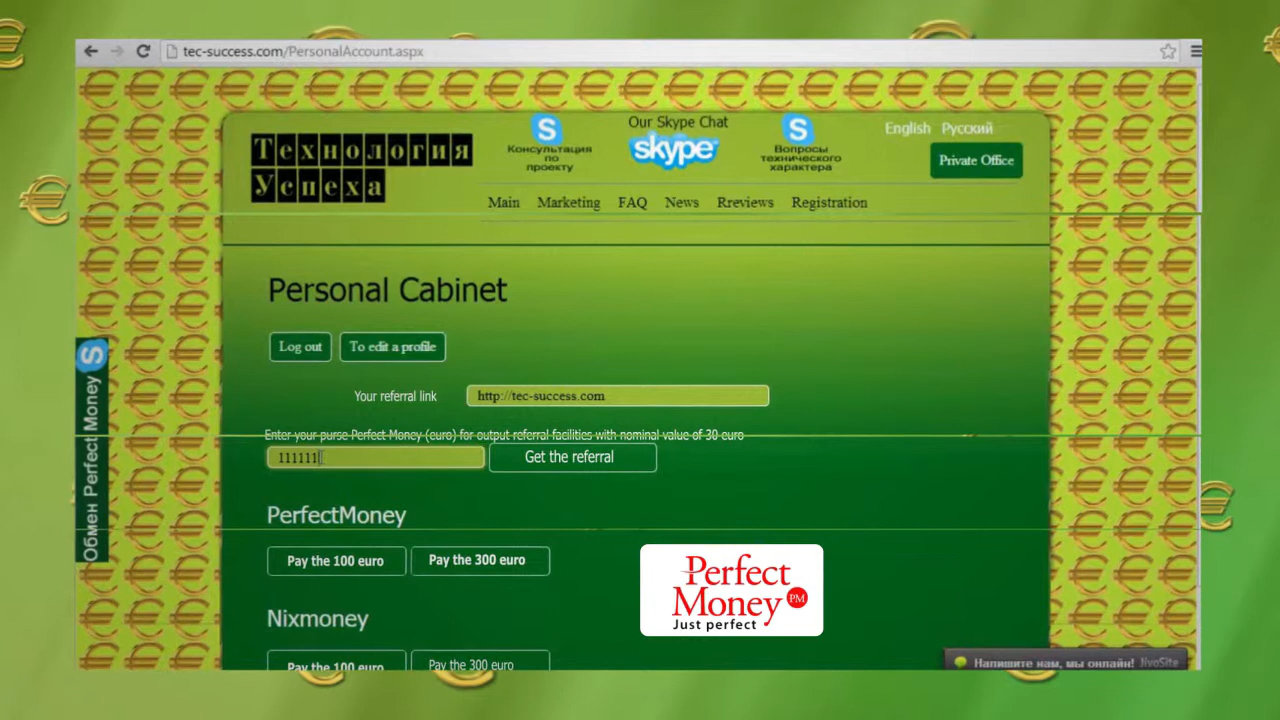 tec-success.com/PersonalAccount.aspx
Технология
Успеха
Консультация
по
проекту
Our Skype Chat
skype
Вопросы
технического
характера
English Русский
Private Office
Main Marketing FAQ News Rreviews Registration
Personal Cabinet
Log out To edit a profile
Your referral link http://tec-success.com
Enter your purse Perfect Money (euro) for output referral facilities with nominal value of 30 euro
111111 Get the referral
PerfectMoney
Pay the 100 euro Pay the 300 euro
Perfect
Money PM
Just perfect
Nixmoney
Pay the 100 euro Pay the 300 euro
Обмен Perfect Money
Напишите нам, мы онлайн! JivoSite